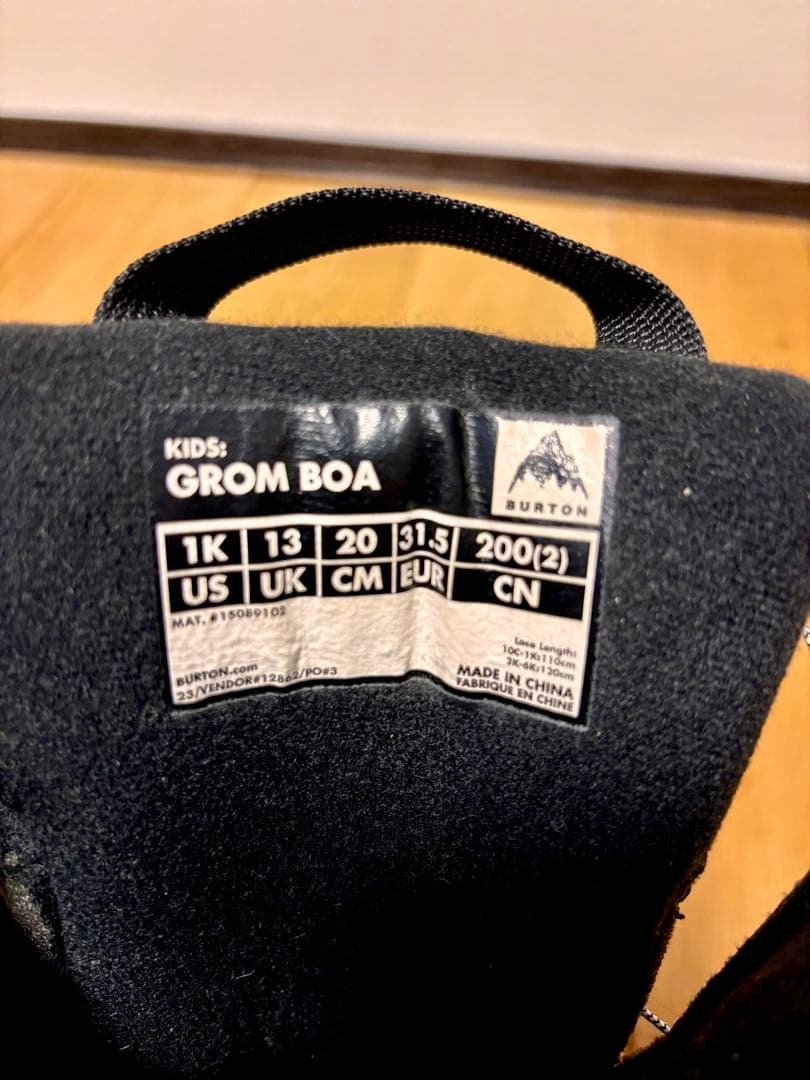 KIDS:
GROM BOA
BURTON
1K 13 20 31.5 200(2)
US UK CM EUR CN
MAT. #15089102
Lace Length:
10C-1K:110cm
2K-6K:120cm
BURTON.com
23/VENDOR#12862/PO#3
MADE IN CHINA
FABRIQUE EN CHINE